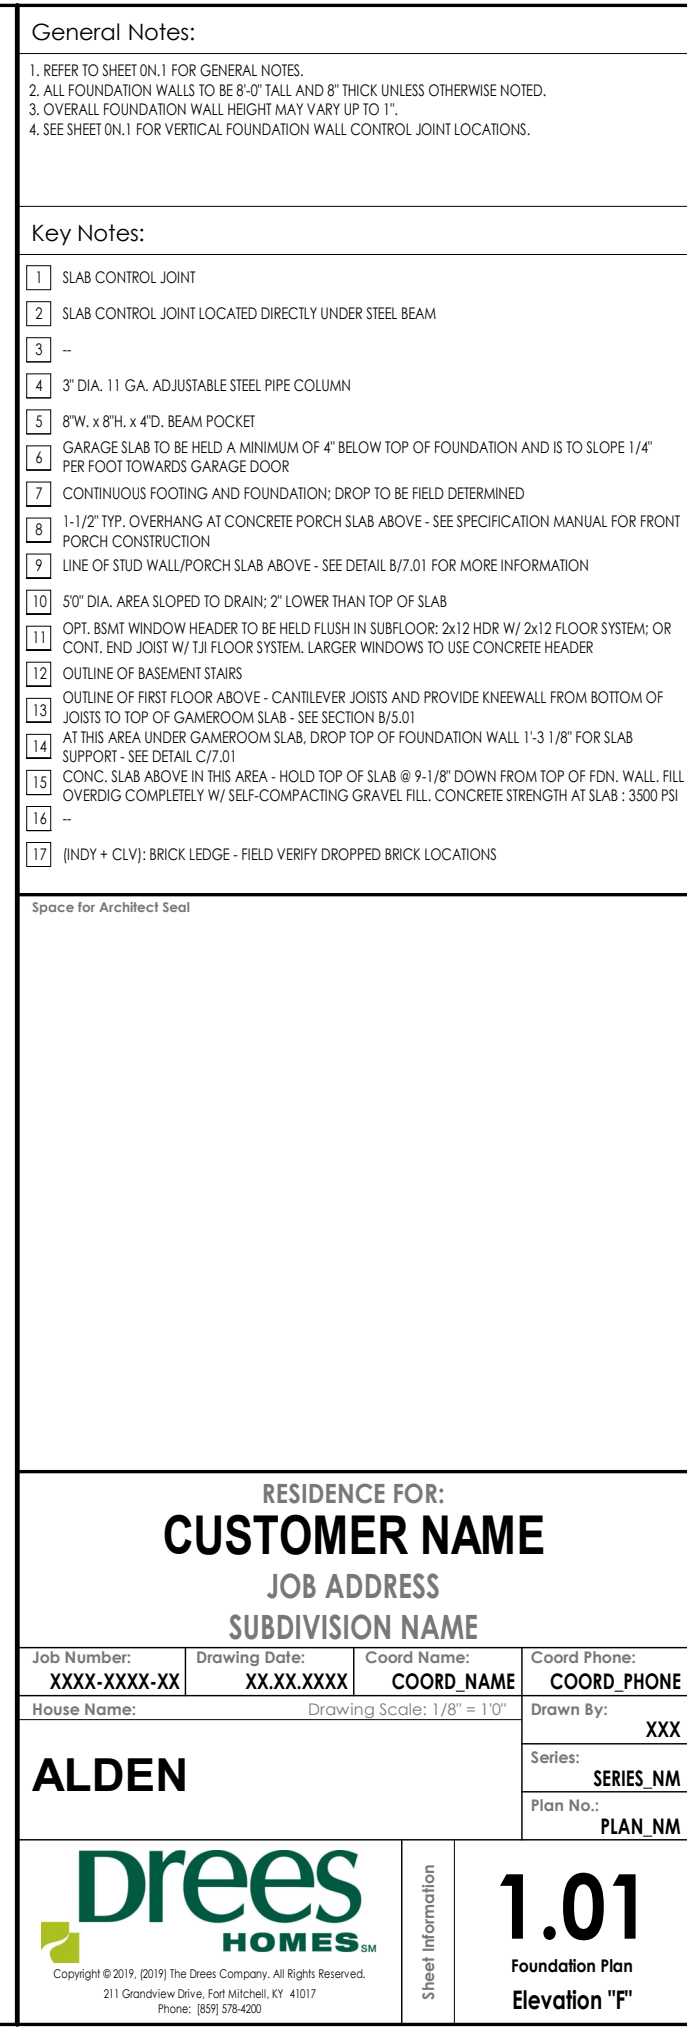 General Notes:
1. REFER TO SHEET 0N.1 FOR GENERAL NOTES.
2. ALL FOUNDATION WALLS TO BE 8'-0" TALL AND 8" THICK UNLESS OTHERWISE NOTED.
3. OVERALL FOUNDATION WALL HEIGHT MAY VARY UP TO 1".
4. SEE SHEET 0N.1 FOR VERTICAL FOUNDATION WALL CONTROL JOINT LOCATIONS.
Key Notes:
1 SLAB CONTROL JOINT
2 SLAB CONTROL JOINT LOCATED DIRECTLY UNDER STEEL BEAM
3 --
4 3" DIA. 11 GA. ADJUSTABLE STEEL PIPE COLUMN
5 8"W. x 8"H. x 4"D. BEAM POCKET
6 GARAGE SLAB TO BE HELD A MINIMUM OF 4" BELOW TOP OF FOUNDATION AND IS TO SLOPE 1/4"
PER FOOT TOWARDS GARAGE DOOR
7 CONTINUOUS FOOTING AND FOUNDATION; DROP TO BE FIELD DETERMINED
8 1-1/2" TYP. OVERHANG AT CONCRETE PORCH SLAB ABOVE - SEE SPECIFICATION MANUAL FOR FRONT
PORCH CONSTRUCTION
9 LINE OF STUD WALL/PORCH SLAB ABOVE - SEE DETAIL B/7.01 FOR MORE INFORMATION
10 5'0" DIA. AREA SLOPED TO DRAIN; 2" LOWER THAN TOP OF SLAB
11 OPT. BSMT WINDOW HEADER TO BE HELD FLUSH IN SUBFLOOR: 2x12 HDR W/ 2x12 FLOOR SYSTEM; OR
CONT. END JOIST W/ TJI FLOOR SYSTEM. LARGER WINDOWS TO USE CONCRETE HEADER
12 OUTLINE OF BASEMENT STAIRS
13 OUTLINE OF FIRST FLOOR ABOVE - CANTILEVER JOISTS AND PROVIDE KNEEWALL FROM BOTTOM OF
JOISTS TO TOP OF GAMEROOM SLAB - SEE SECTION B/5.01
14 AT THIS AREA UNDER GAMEROOM SLAB, DROP TOP OF FOUNDATION WALL 1'-3 1/8" FOR SLAB
SUPPORT - SEE DETAIL C/7.01
15 CONC. SLAB ABOVE IN THIS AREA - HOLD TOP OF SLAB @ 9-1/8" DOWN FROM TOP OF FDN. WALL. FILL
OVERDIG COMPLETELY W/ SELF-COMPACTING GRAVEL FILL. CONCRETE STRENGTH AT SLAB : 3500 PSI
16 --
17 (INDY + CLV): BRICK LEDGE - FIELD VERIFY DROPPED BRICK LOCATIONS
Space for Architect Seal
RESIDENCE FOR:
CUSTOMER NAME
JOB ADDRESS
SUBDIVISION NAME
Job Number: Drawing Date: Coord Name: Coord Phone:
XXXX-XXXX-XX XX.XX.XXXX COORD_NAME COORD_PHONE
House Name: Drawing Scale: 1/8" = 1'0" Drawn By:
XXX
ALDEN
Series:
SERIES_NM
Plan No.:
PLAN_NM
Drees
HOMES SM
Copyright © 2019, (2019) The Drees Company. All Rights Reserved.
211 Grandview Drive, Fort Mitchell, KY 41017
Phone: (859) 578-4200
Sheet Information
1.01
Foundation Plan
Elevation "F"